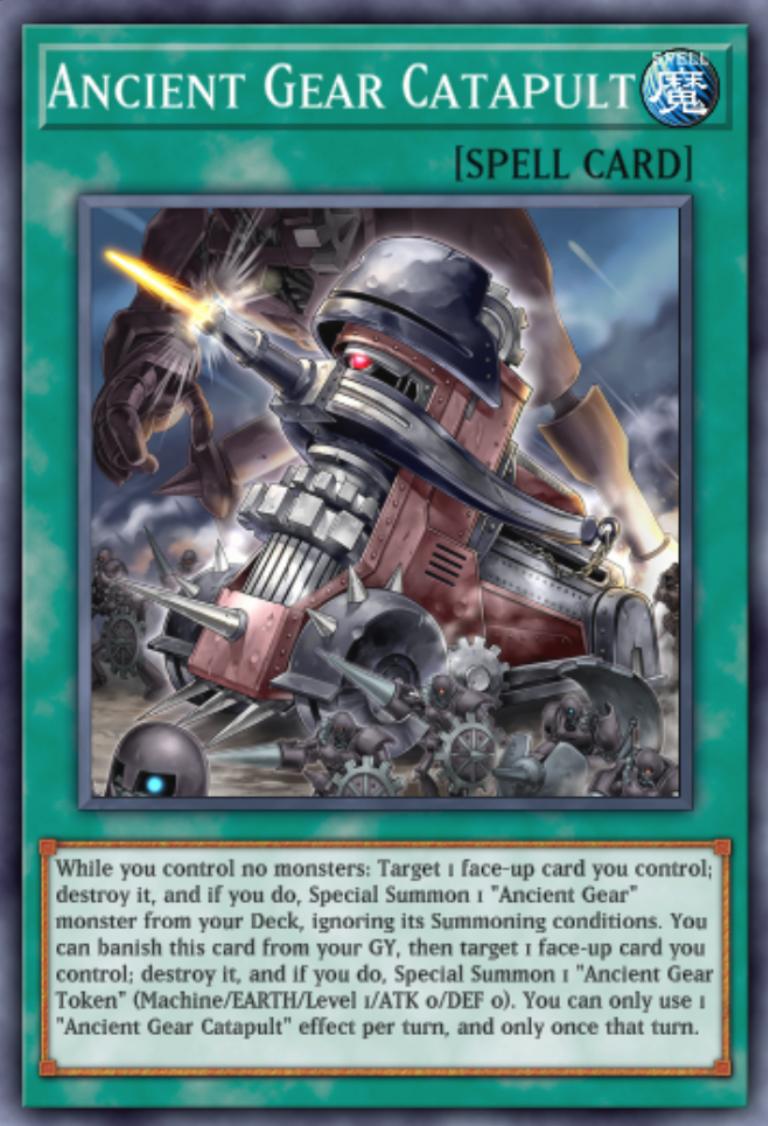 ANCIENT GEAR CATAPULT
SPELL
魔
[SPELL CARD]
While you control no monsters: Target 1 face-up card you control;
destroy it, and if you do, Special Summon 1 "Ancient Gear"
monster from your Deck, ignoring its Summoning conditions. You
can banish this card from your GY, then target 1 face-up card you
control; destroy it, and if you do, Special Summon 1 "Ancient Gear
Token" (Machine/EARTH/Level 1/ATK 0/DEF 0). You can only use 1
"Ancient Gear Catapult" effect per turn, and only once that turn.